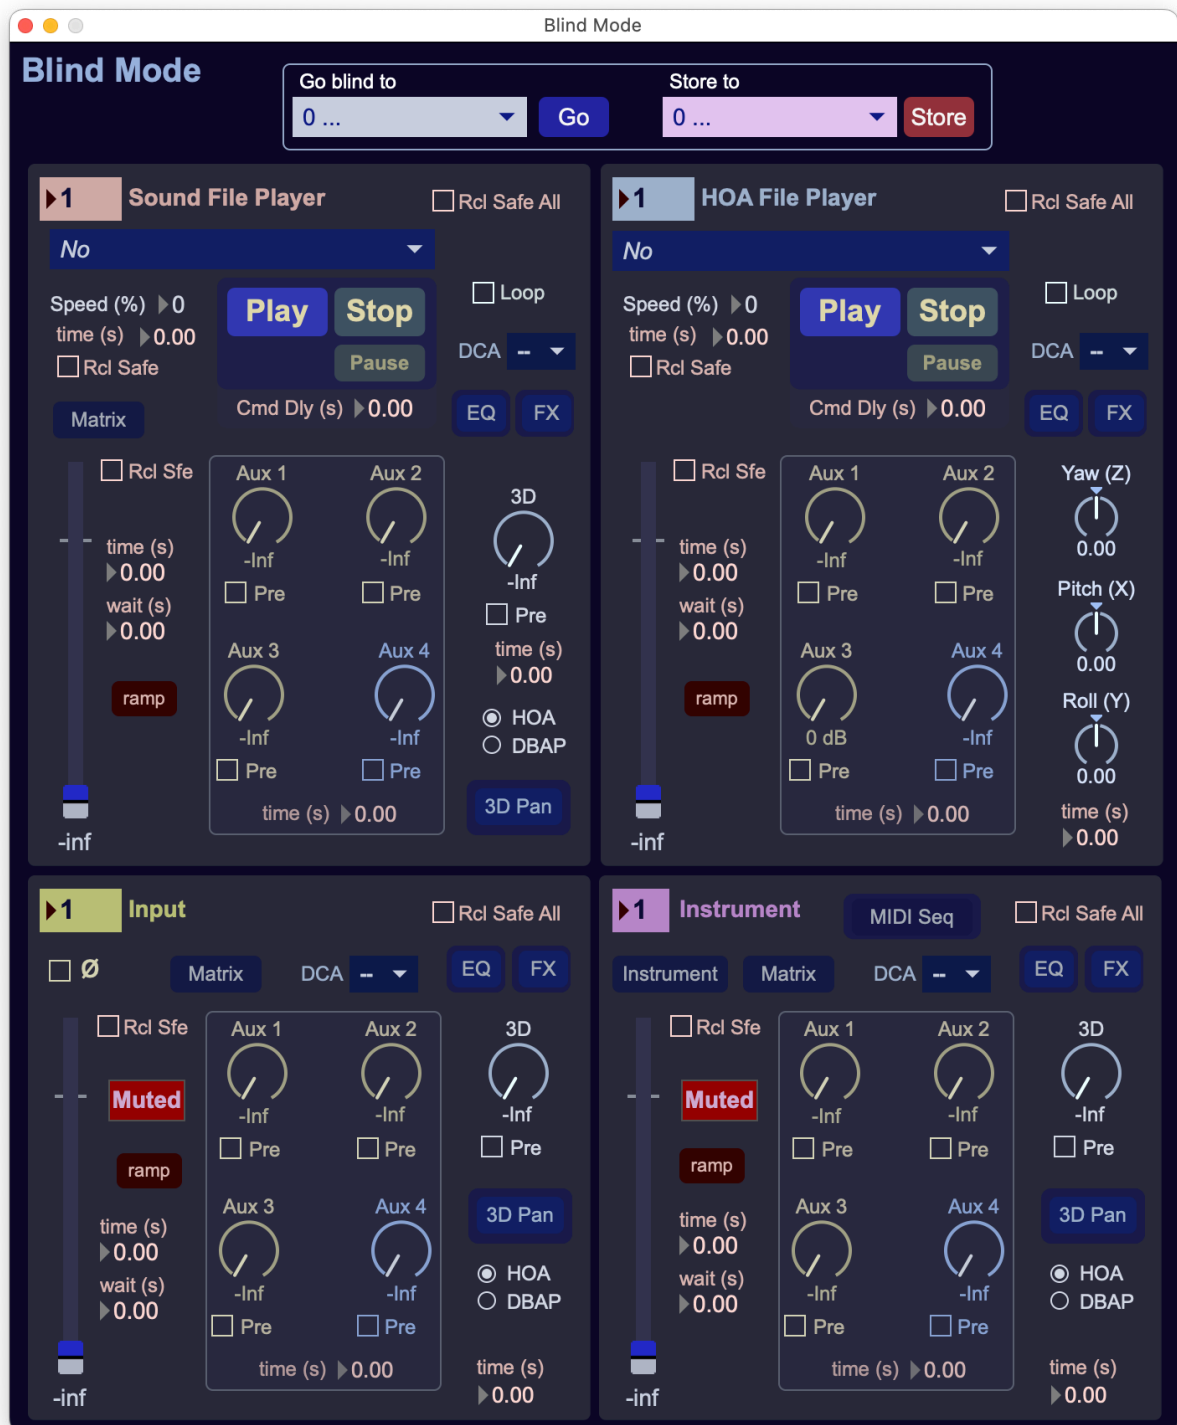 Blind Mode
Blind Mode
Go blind to
Store to
0 ...
Go
0 ...
Store
1
Sound File Player
Rcl Safe All
No
Speed (%) 0
time (s) 0.00
Rcl Safe
Play
Stop
Pause
Cmd Dly (s) 0.00
Loop
DCA --
Matrix
EQ
FX
Rcl Sfe
time (s)
0.00
wait (s)
0.00
ramp
-inf
Aux 1
-Inf
Pre
Aux 2
-Inf
Pre
Aux 3
-Inf
Pre
Aux 4
-Inf
Pre
time (s) 0.00
3D
-Inf
Pre
time (s)
0.00
HOA
DBAP
3D Pan
1
HOA File Player
Rcl Safe All
No
Speed (%) 0
time (s) 0.00
Rcl Safe
Play
Stop
Pause
Cmd Dly (s) 0.00
Loop
DCA --
EQ
FX
Rcl Sfe
time (s)
0.00
wait (s)
0.00
ramp
-inf
Aux 1
-Inf
Pre
Aux 2
-Inf
Pre
Aux 3
0 dB
Pre
Aux 4
-Inf
Pre
time (s) 0.00
Yaw (Z)
0.00
Pitch (X)
0.00
Roll (Y)
0.00
time (s)
0.00
1
Input
Rcl Safe All
Ø
Matrix
DCA --
EQ
FX
Rcl Sfe
Muted
ramp
time (s)
0.00
wait (s)
0.00
-inf
Aux 1
-Inf
Pre
Aux 2
-Inf
Pre
Aux 3
-Inf
Pre
Aux 4
-Inf
Pre
time (s) 0.00
3D
-Inf
Pre
3D Pan
HOA
DBAP
time (s)
0.00
1
Instrument
MIDI Seq
Rcl Safe All
Instrument
Matrix
DCA --
EQ
FX
Rcl Sfe
Muted
ramp
time (s)
0.00
wait (s)
0.00
-inf
Aux 1
-Inf
Pre
Aux 2
-Inf
Pre
Aux 3
-Inf
Pre
Aux 4
-Inf
Pre
time (s) 0.00
3D
-Inf
Pre
3D Pan
HOA
DBAP
time (s)
0.00